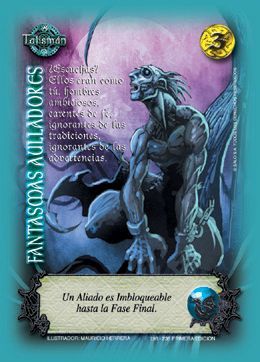 Talismán
3
FANTASMAS AULLADORES
¿Escuchas?
Ellos eran como
tú, hombres
ambiciosos,
carentes de fe,
ignorantes de las
tradiciones,
ignorantes de las
advertencias.
Un Aliado es Imbloqueable
hasta la Fase Final.
ILUSTRADOR: MAURICIO HERRERA
PRIMERA EDICION